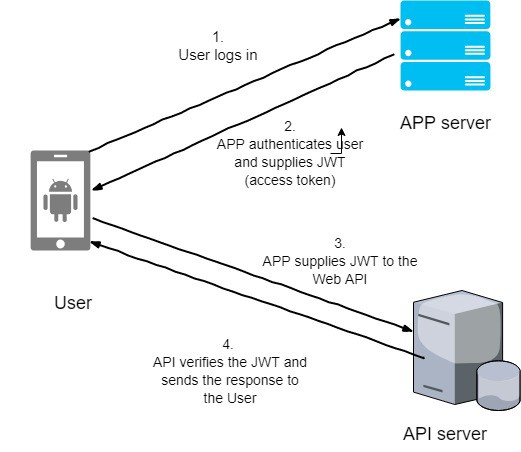 1.
User logs in
APP server
2.
APP authenticates user
and supplies JWT
(access token)
User
3.
APP supplies JWT to the
Web API
4.
API verifies the JWT and
sends the response to
the User
API server